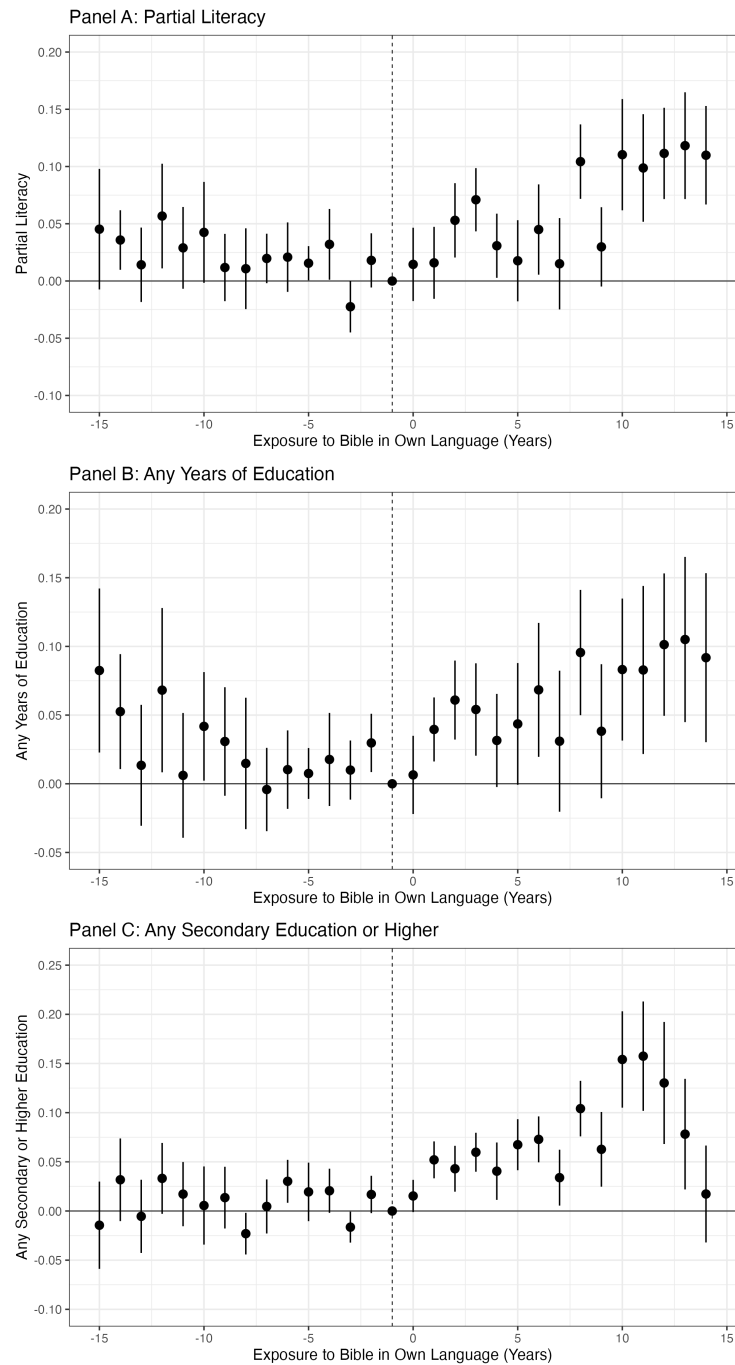 Panel A: Partial Literacy
Partial Literacy
0.20
0.15
0.10
0.05
0.00
-0.05
-0.10
-15 -10 -5 0 5 10 15
Exposure to Bible in Own Language (Years)
Panel B: Any Years of Education
Any Years of Education
0.20
0.15
0.10
0.05
0.00
-0.05
-15 -10 -5 0 5 10 15
Exposure to Bible in Own Language (Years)
Panel C: Any Secondary Education or Higher
Any Secondary or Higher Education
0.25
0.20
0.15
0.10
0.05
0.00
-0.05
-0.10
-15 -10 -5 0 5 10 15
Exposure to Bible in Own Language (Years)